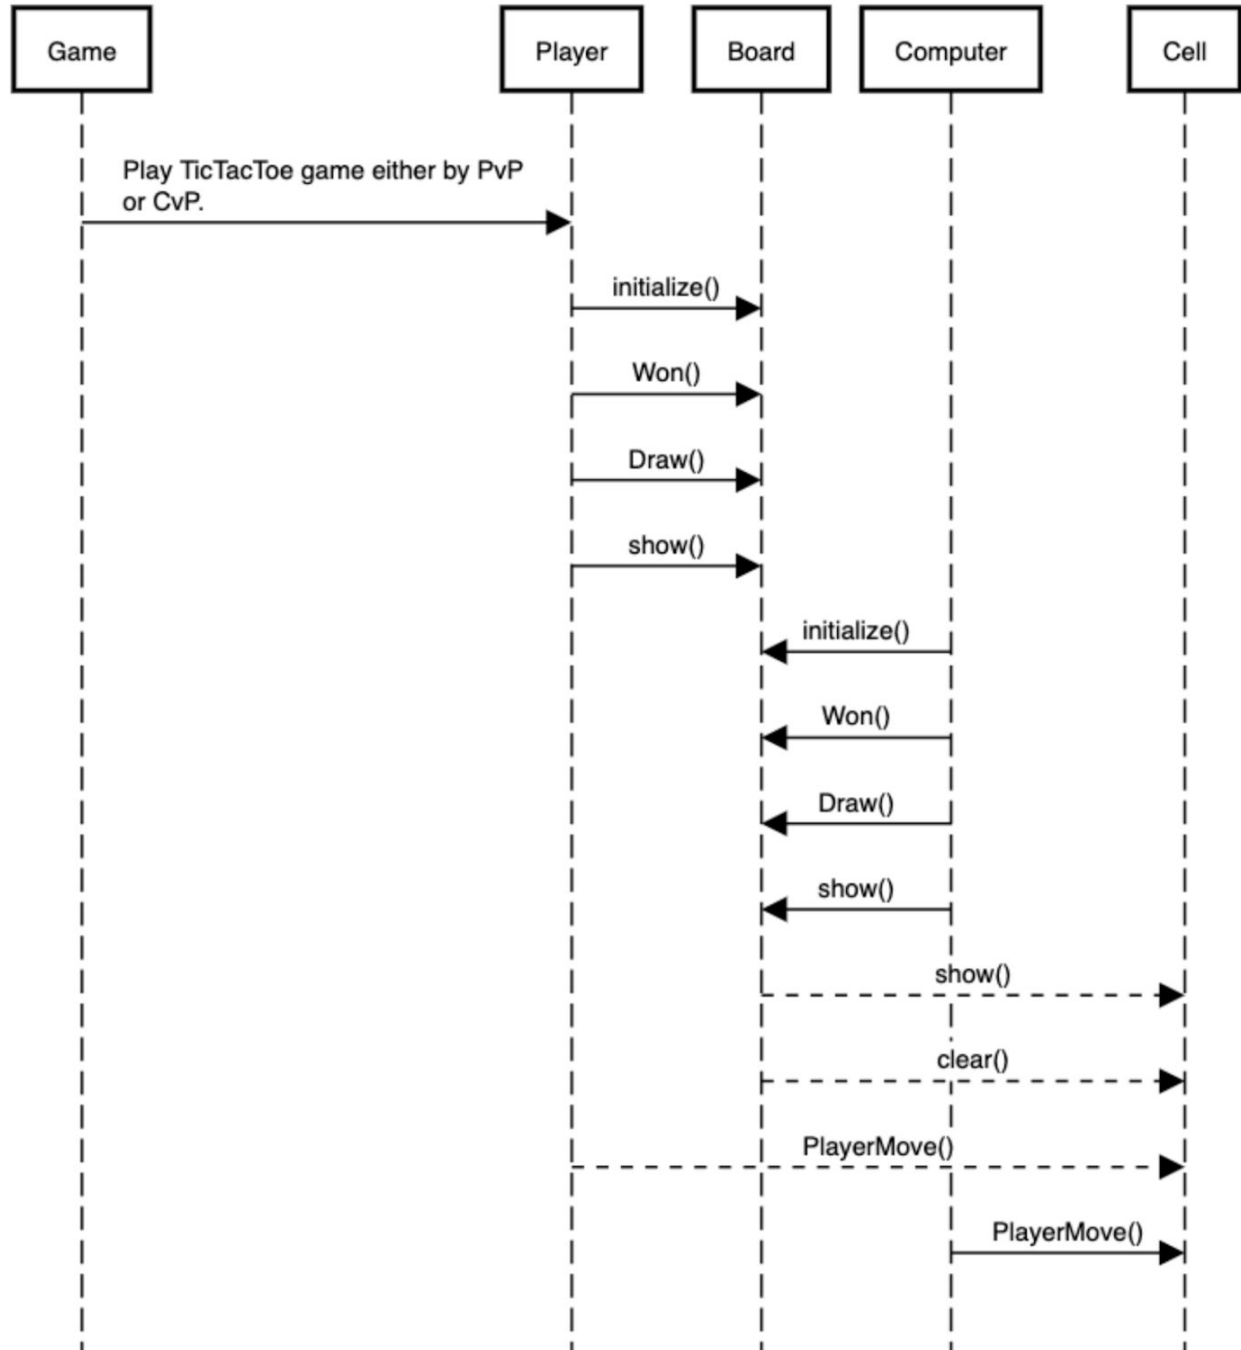 Game
Player
Board
Computer
Cell
Play TicTacToe game either by PvP
or CvP.
initialize()
Won()
Draw()
show()
initialize()
Won()
Draw()
show()
show()
clear()
PlayerMove()
PlayerMove()